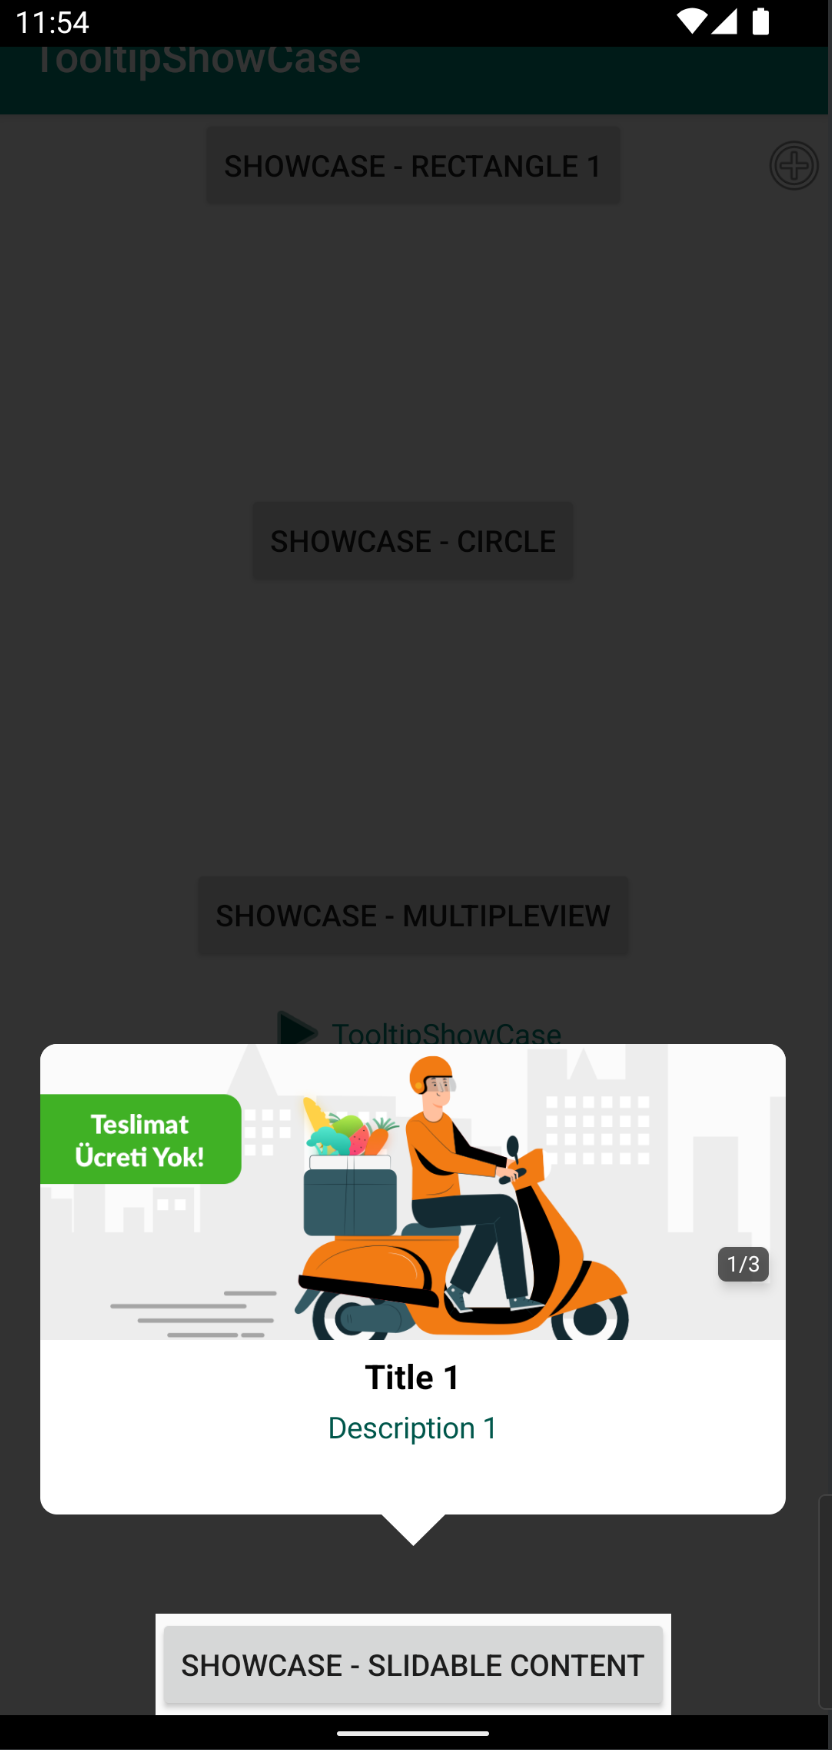 11:54
TooltipShowCase
SHOWCASE - RECTANGLE 1
SHOWCASE - CIRCLE
SHOWCASE - MULTIPLEVIEW
TooltipShowCase
Teslimat
Ücreti Yok!
1/3
Title 1
Description 1
SHOWCASE - SLIDABLE CONTENT